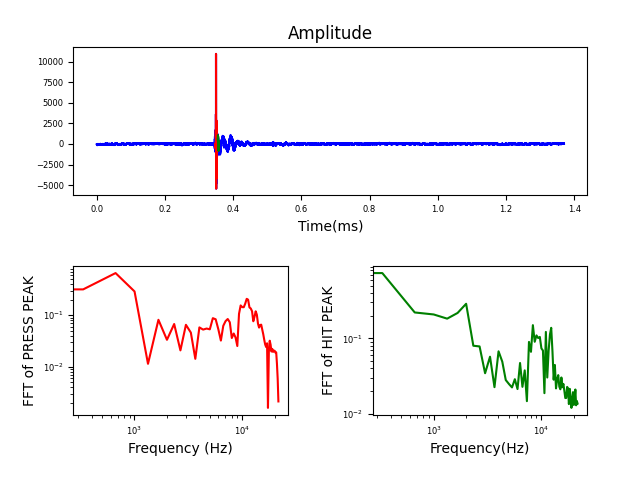 Amplitude
10000
7500
5000
2500
0
−2500
−5000
0.0 0.2 0.4 0.6 0.8 1.0 1.2 1.4
Time(ms)
FFT of PRESS PEAK
10⁻¹
10⁻²
10³ 10⁴
Frequency (Hz)
FFT of HIT PEAK
10⁻¹
10⁻²
10³ 10⁴
Frequency(Hz)